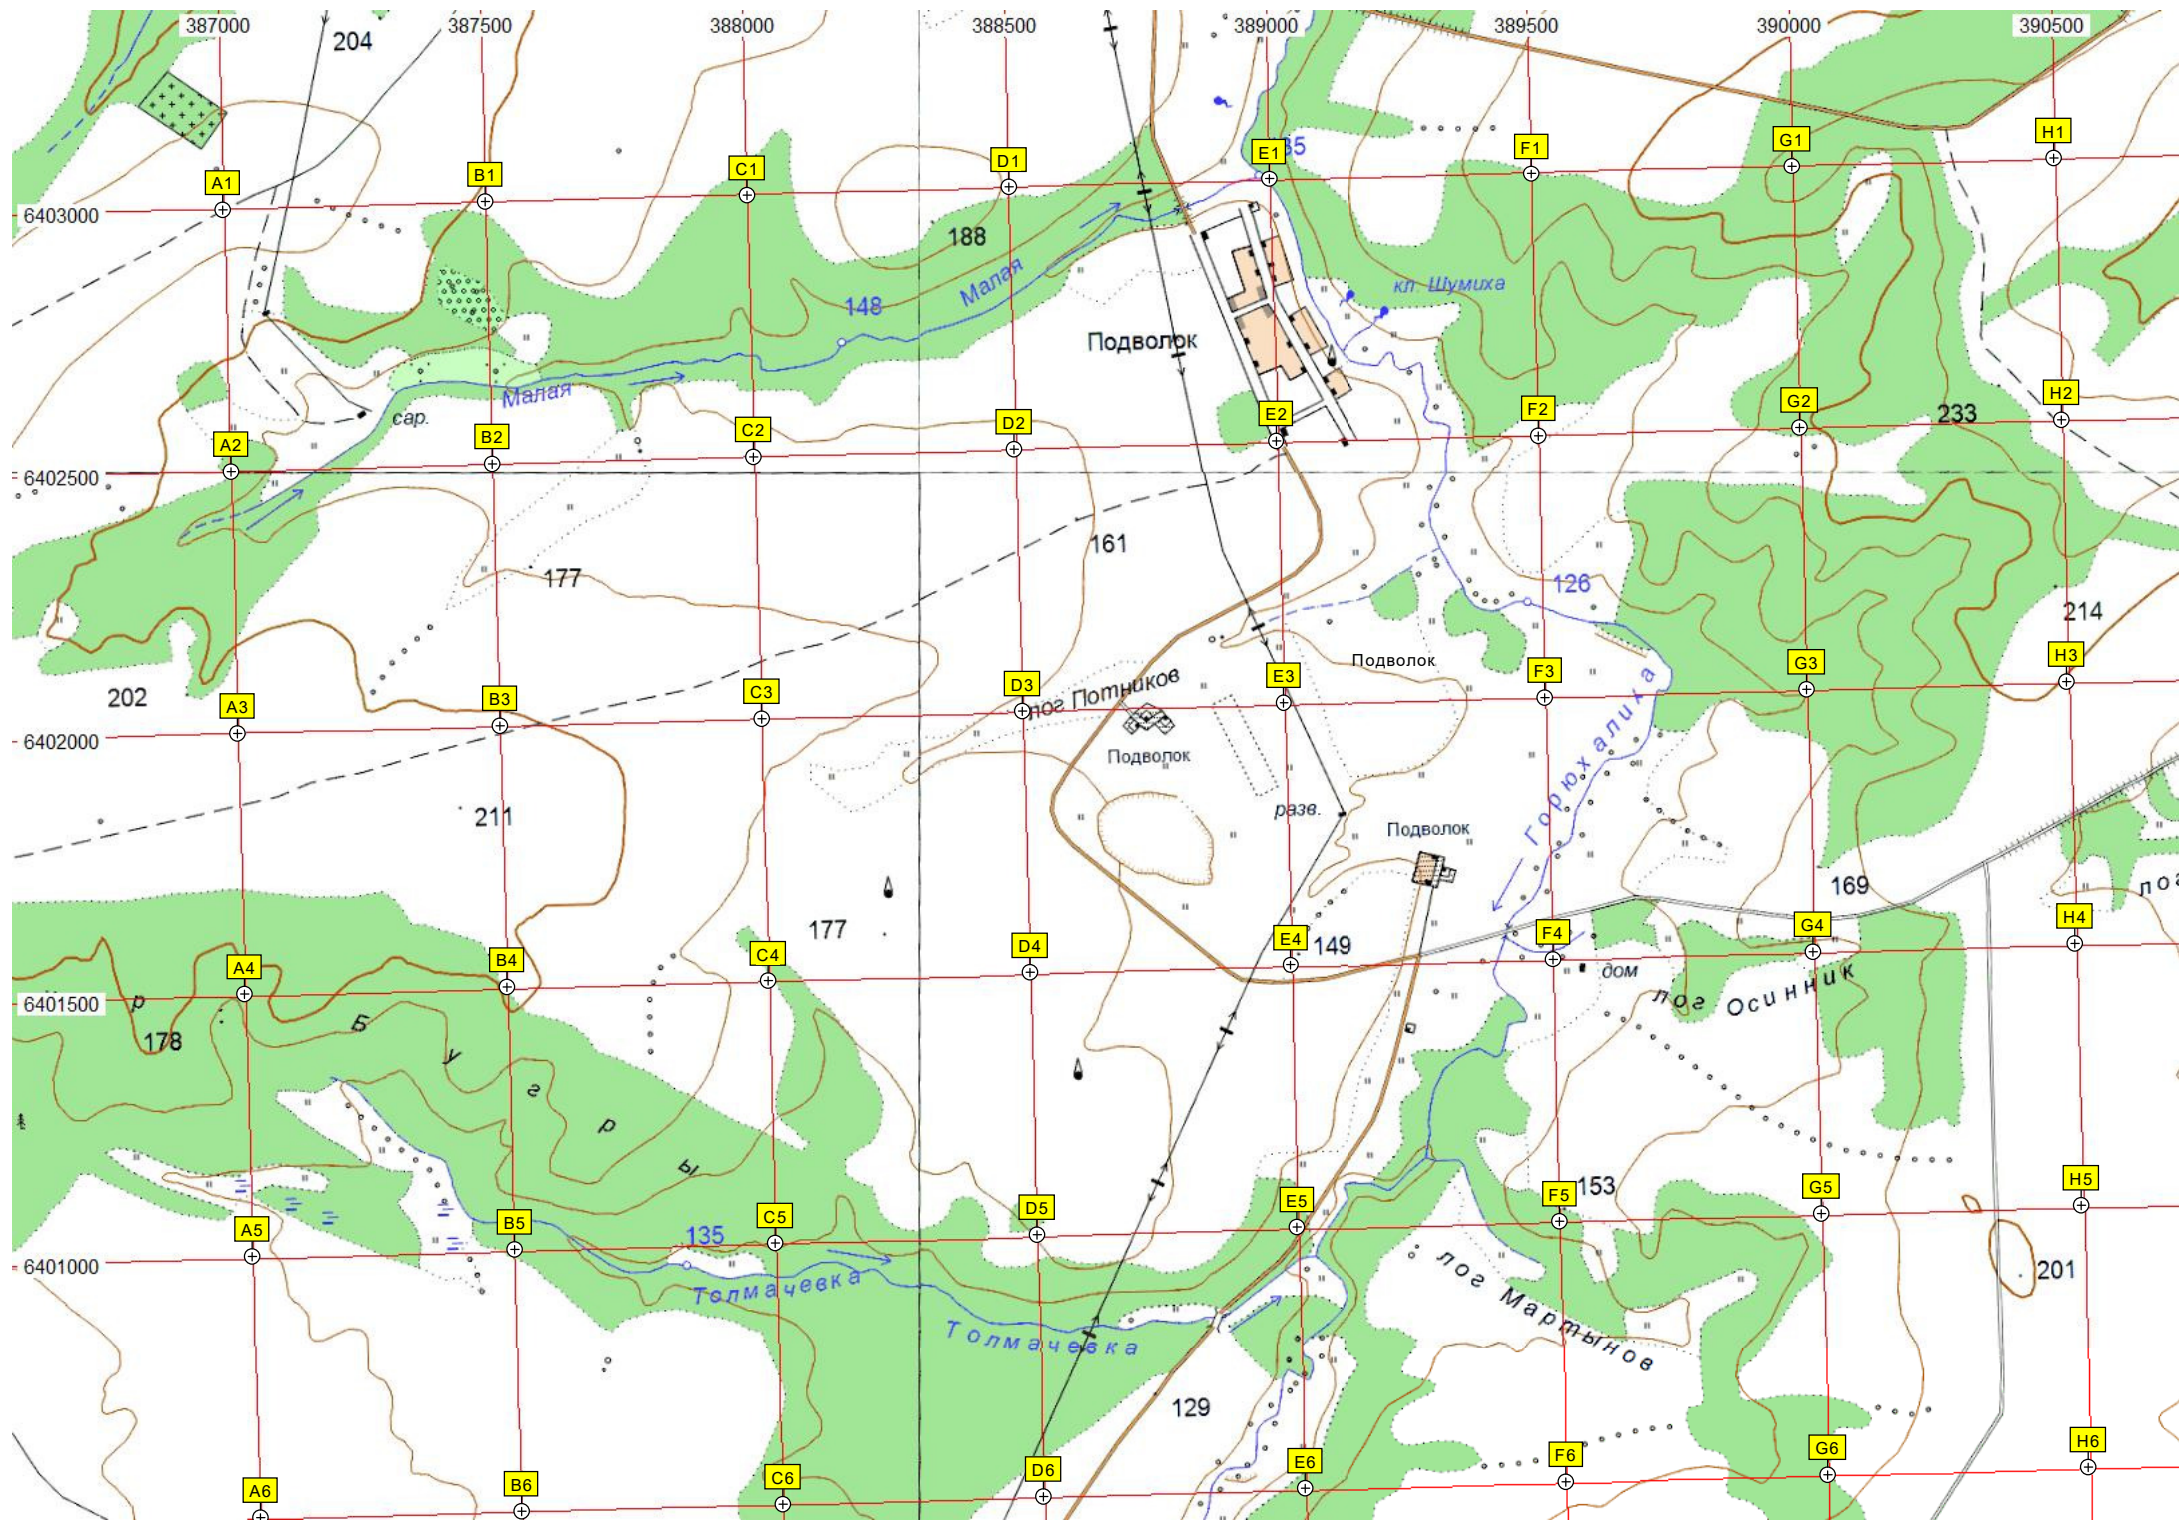 387000 387500 388000 388500 389000 389500 390000 390500
204
135
A1 B1 C1 D1 E1 F1 G1 H1
6403000
188
Малая
148
кл. Шумиха
Подволок
Малая
сар.
A2 B2 C2 D2 E2 F2 G2 H2
233
6402500
161
177
126
214
Подволок
лог Потников
202
A3 B3 C3 D3 E3 F3 G3 H3
6402000
Подволок
Горюхалиха
разв.
211
Подволок
169
лог
177
149
A4 B4 C4 D4 E4 F4 G4 H4
дом
лог Осинник
6401500
р
178
Бугры
153
A5 B5 C5 D5 E5 F5 G5 H5
135
6401000
Толмачевка
лог Мартынов
201
Толмачевка
129
A6 B6 C6 D6 E6 F6 G6 H6